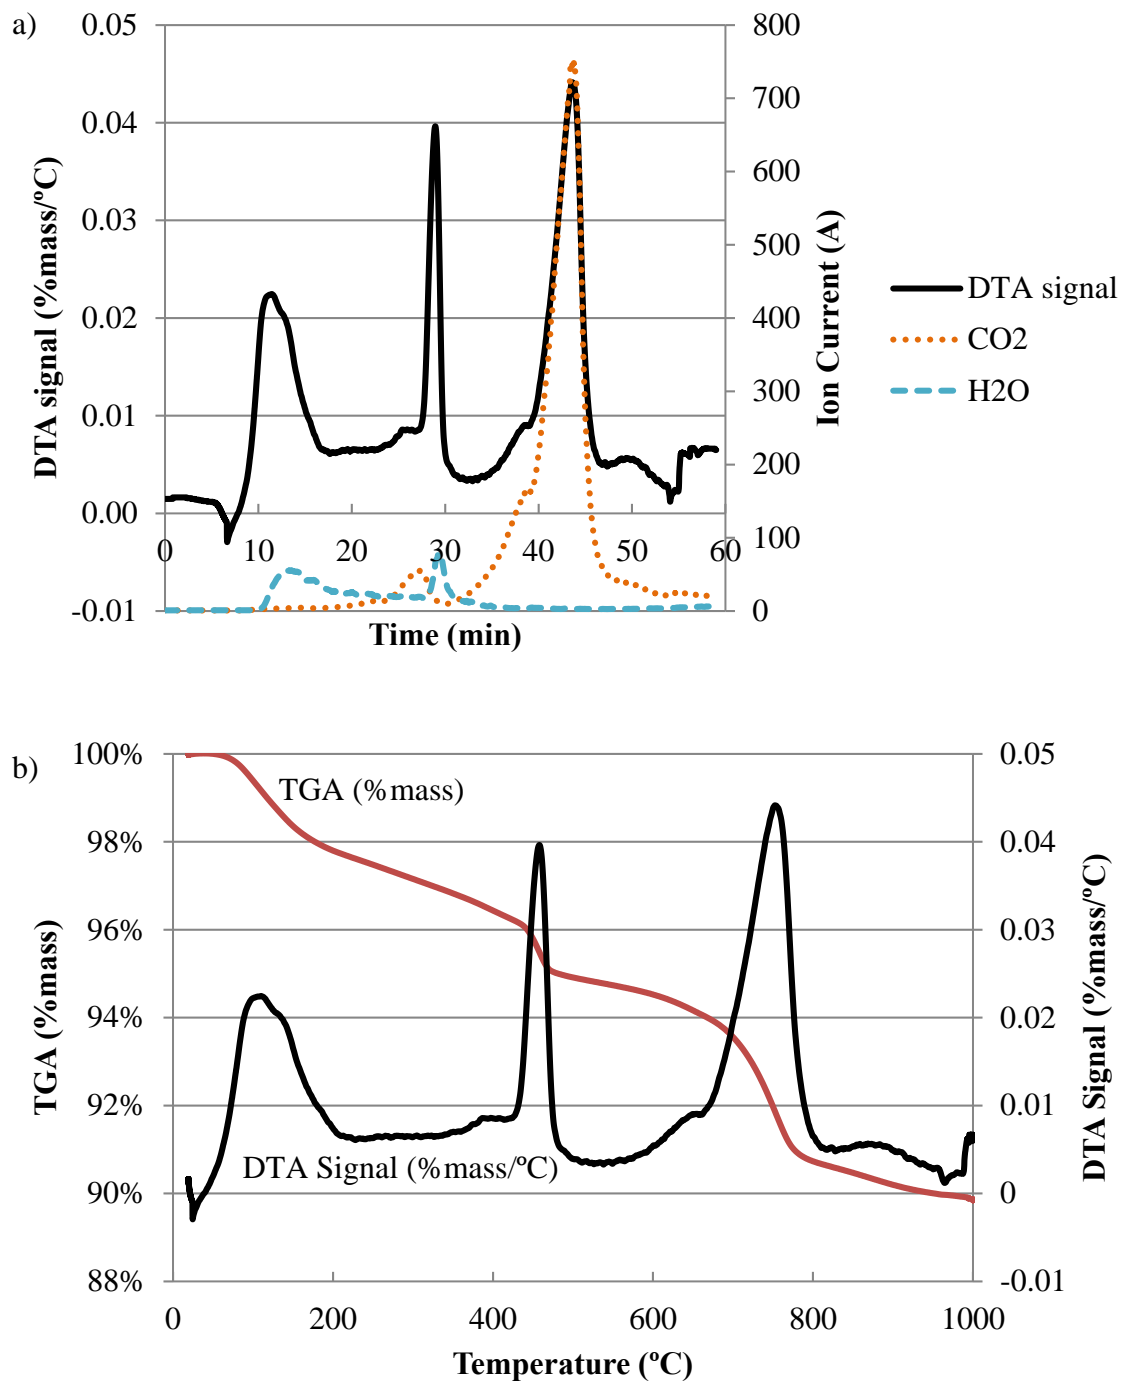 a)
0.05
0.04
0.03
0.02
0.01
0.00
-0.01
DTA signal (%mass/ºC)
0 10 20 30 40 50 60
Time (min)
800
700
600
500
400
300
200
100
0
Ion Current (A)
DTA signal
CO2
H2O
b)
100%
98%
96%
94%
92%
90%
88%
TGA (%mass)
TGA (%mass)
DTA Signal (%mass/ºC)
0.05
0.04
0.03
0.02
0.01
0
-0.01
DTA Signal (%mass/ºC)
0 200 400 600 800 1000
Temperature (ºC)